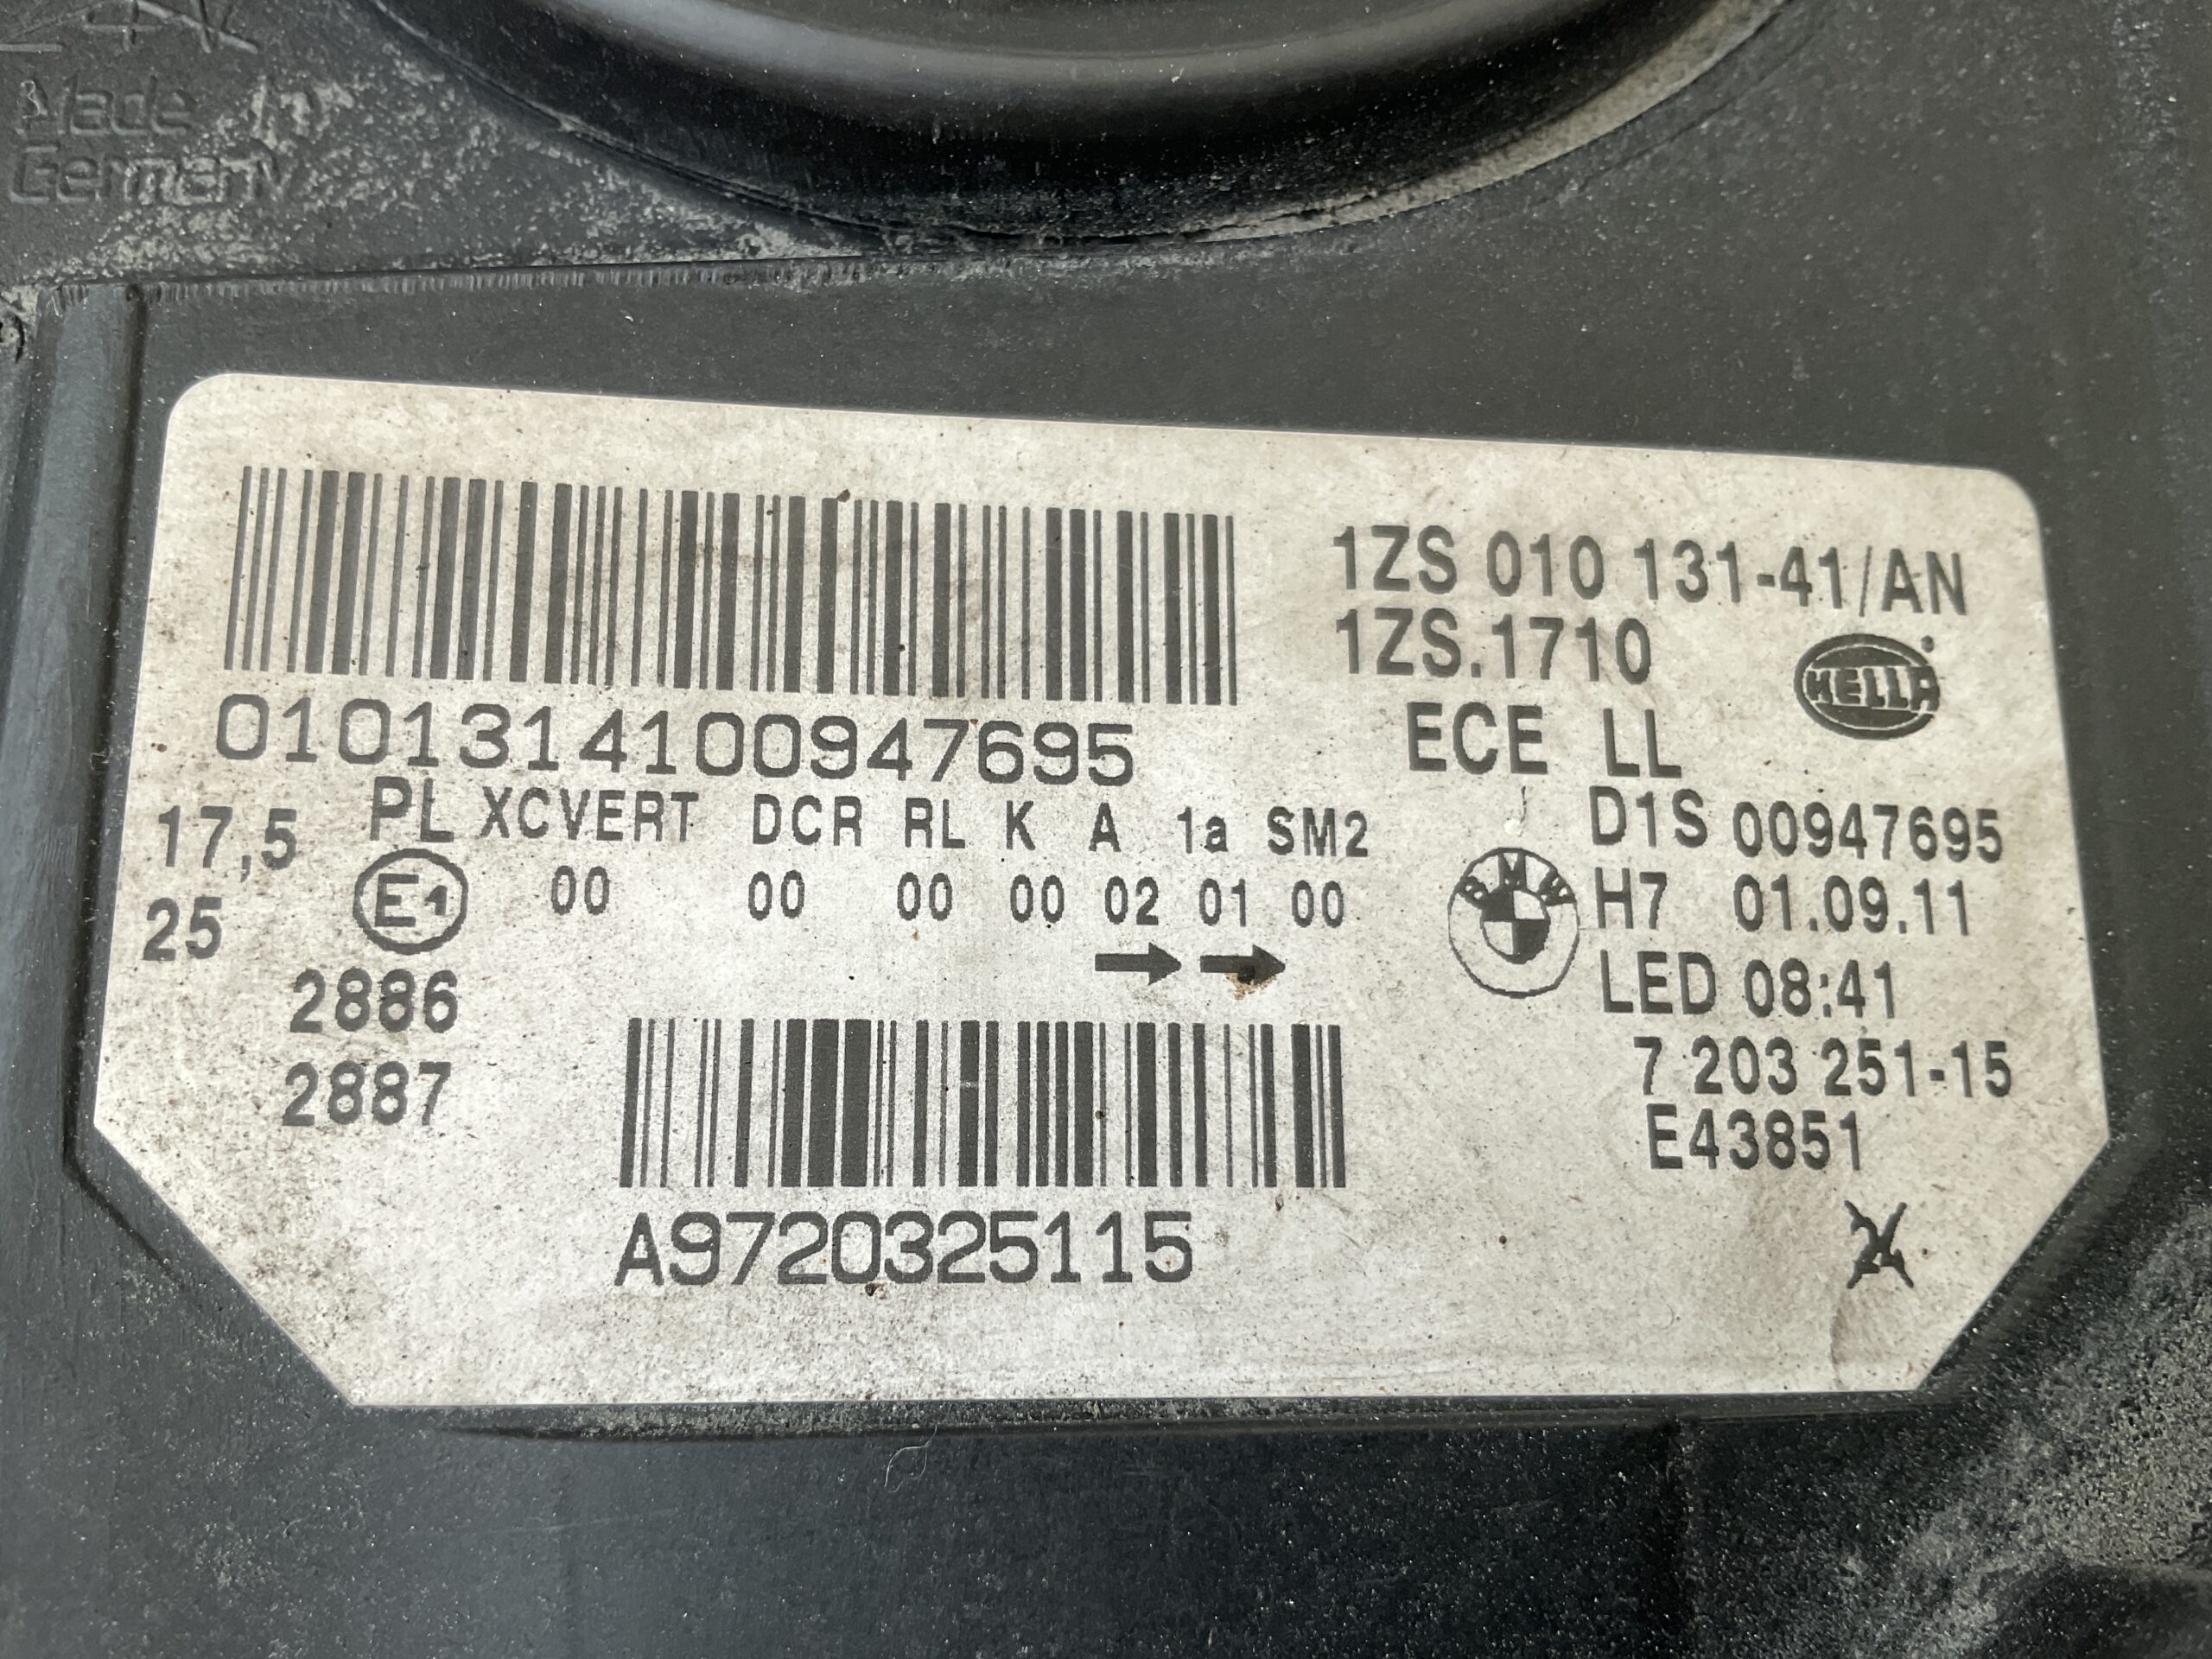 Made in
Germany
1ZS 010 131-41/AN
1ZS.1710
HELLA
0101314100947695
ECE LL
17,5 PL XCVERT DCR RL K A 1a SM2
D1S 00947695
25 E1 00 00 00 00 02 01 00
BMW
H7 01.09.11
2886
LED 08:41
2887
7 203 251-15
E43851
A9720325115